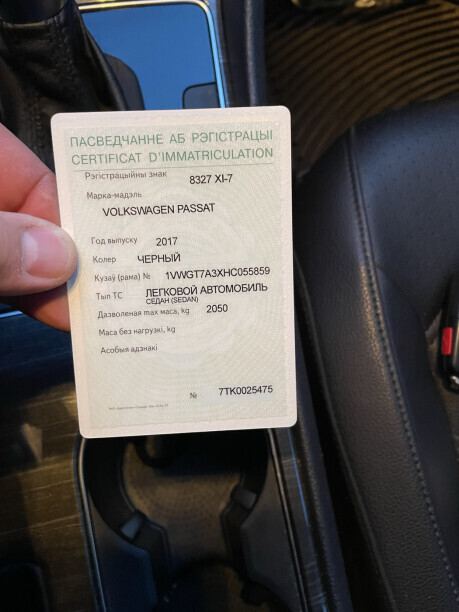 ПАСВЕДЧАННЕ АБ РЭГІСТРАЦЫІ
CERTIFICAT D'IMMATRICULATION
Рэгістрацыйны знак 8327 XI-7
Марка-мадэль
VOLKSWAGEN PASSAT
Год выпуску 2017
Колер ЧЕРНЫЙ
Кузаў (рама) № 1VWGT7A3XHC055859
Тып ТС ЛЕГКОВОЙ АВТОМОБИЛЬ
СЕДАН (SEDAN)
Дазволеная max маса, kg 2050
Маса без нагрузкі, kg
Асобыя адзнакі
№ 7TK0025475